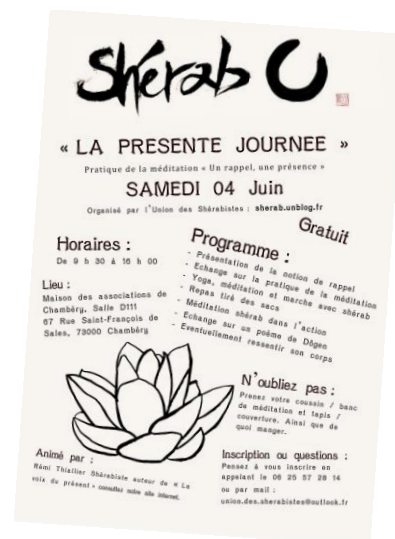 Shérab
« LA PRESENTE JOURNEE »
Pratique de la méditation « Un rappel, une présence »
SAMEDI 04 Juin
Organisé par l'Union des Shérabistes : sherab.unblog.fr
Gratuit
Horaires :
De 9 h 30 à 16 h 00
Lieu :
Maison des associations de
Chambéry, Salle D111
67 Rue Saint-François de
Sales, 73000 Chambéry
Programme :
- Présentation de la notion de rappel
- Echange sur la pratique de la méditation
- Yoga, méditation et marche avec shérab
- Repas tiré des sacs
- Méditation shérab dans l'action
- Echange sur un poème de Dôgen
- Eventuellement ressentir son corps
N'oubliez pas :
Prenez votre coussin / banc
de méditation et tapis /
couverture. Ainsi que de
quoi manger.
Animé par :
Rémi Thiallier Shérabiste auteur de « La
voix du présent » consultez notre site internet.
Inscription ou questions :
Pensez à vous inscrire en
appelant le 06 25 57 28 14
ou par mail :
union.des.sherabistes@outlook.fr